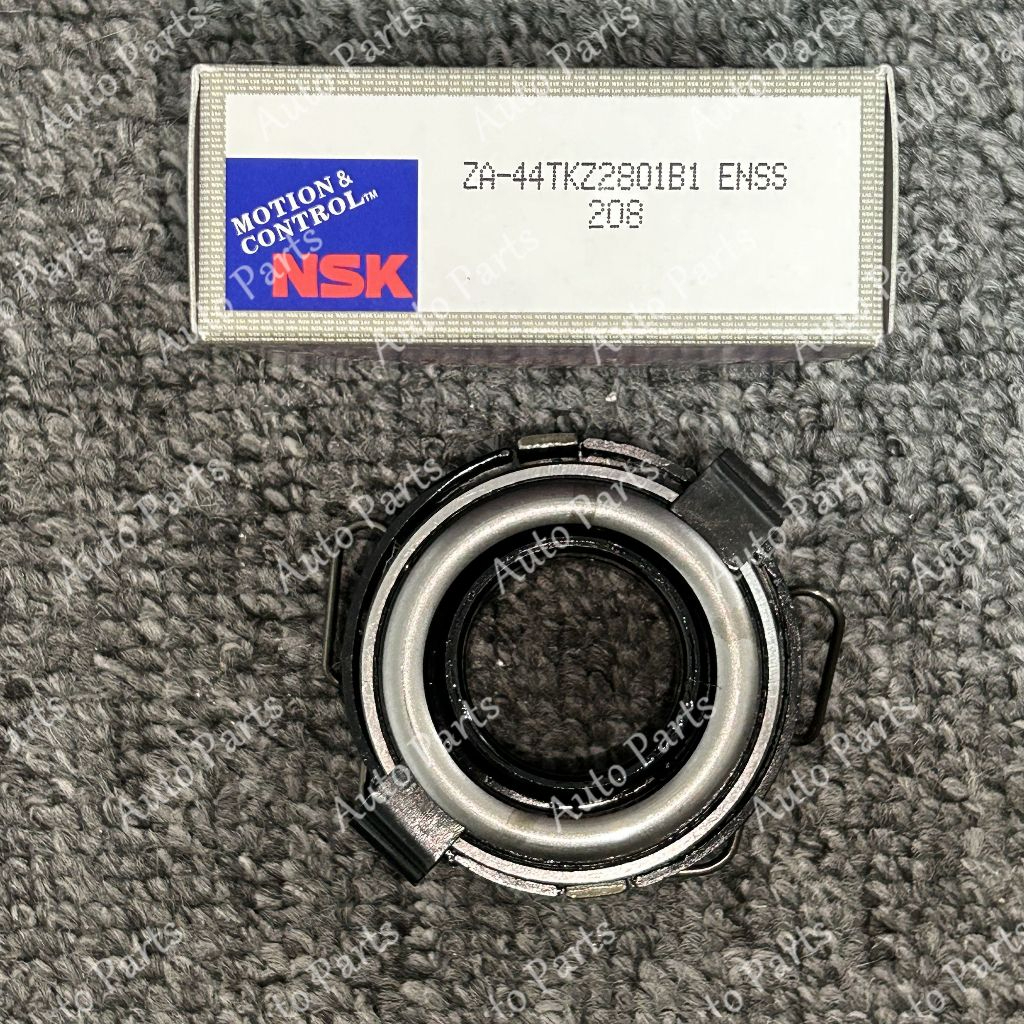 ZA-44TKZ2801B1 ENSS
208
MOTION &
CONTROL™
NSK
Auto Parts